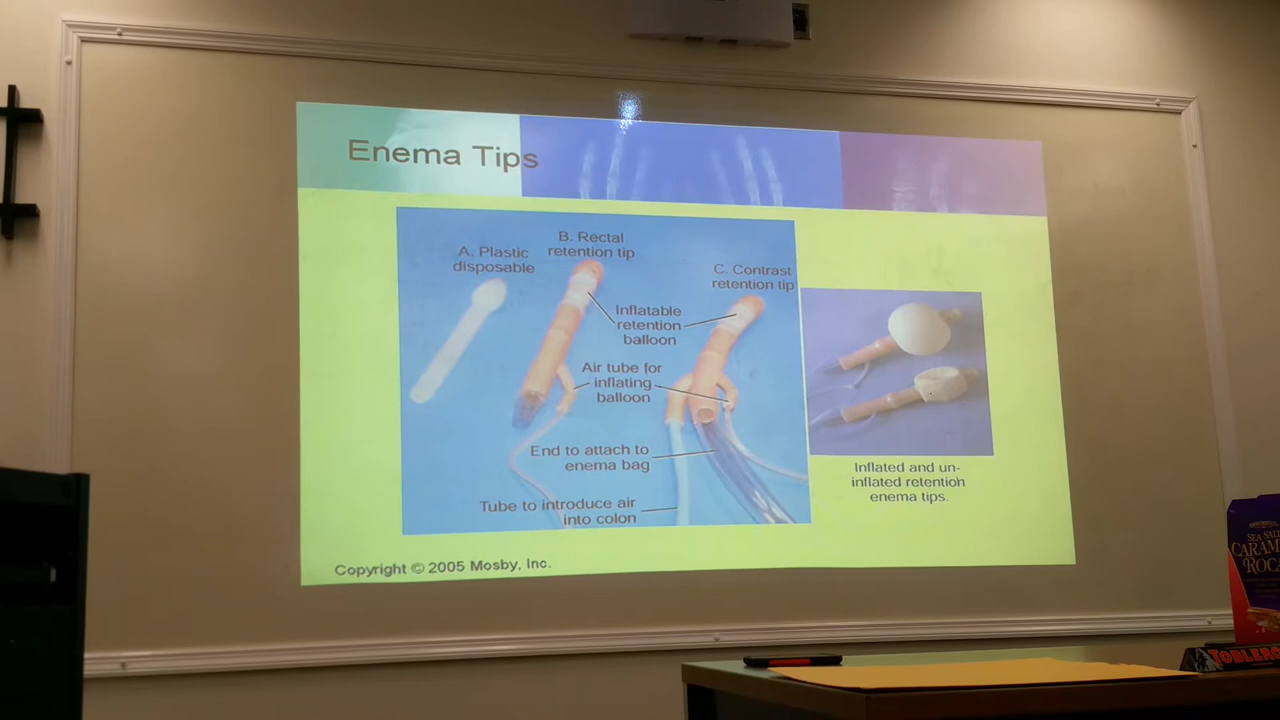 Enema Tips
A. Plastic
disposable
B. Rectal
retention tip
C. Contrast
retention tip
Inflatable
retention
balloon
Air tube for
inflating
balloon
End to attach to
enema bag
Tube to introduce air
into colon
Inflated and un-
inflated retention
enema tips.
Copyright © 2005 Mosby, Inc.
SEA SAL
CARAM
ROC
TOBLERO